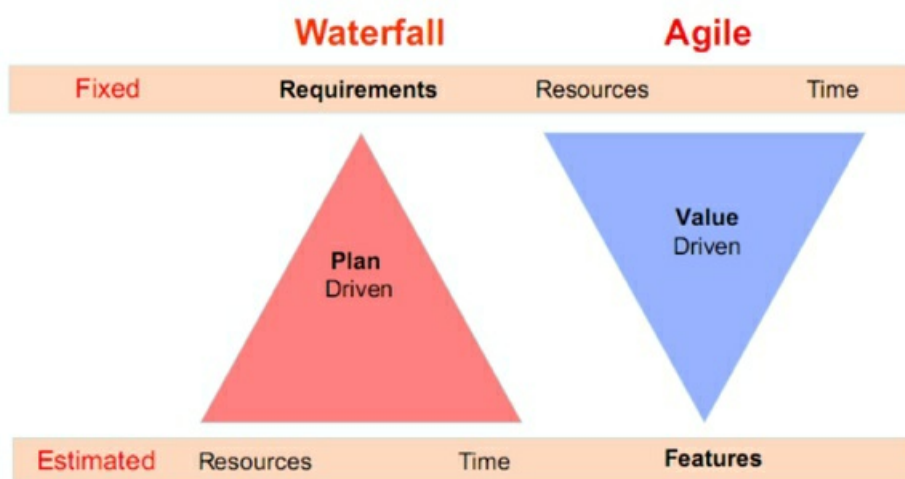 Waterfall Agile
Fixed Requirements Resources Time
Plan
Driven
Value
Driven
Estimated Resources Time Features